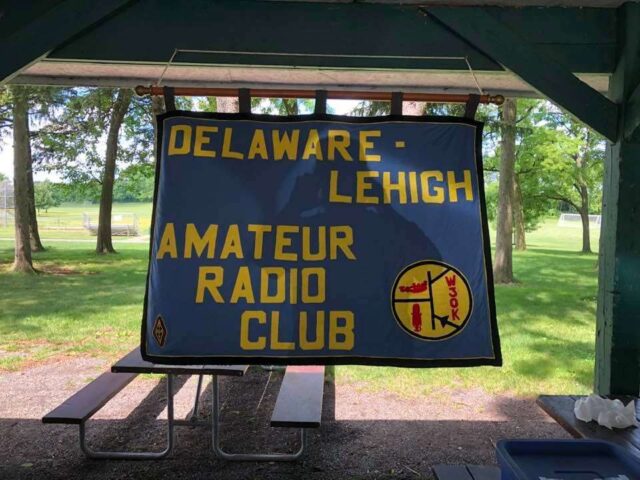 DELAWARE -
LEHIGH
AMATEUR
RADIO
CLUB
W3OK